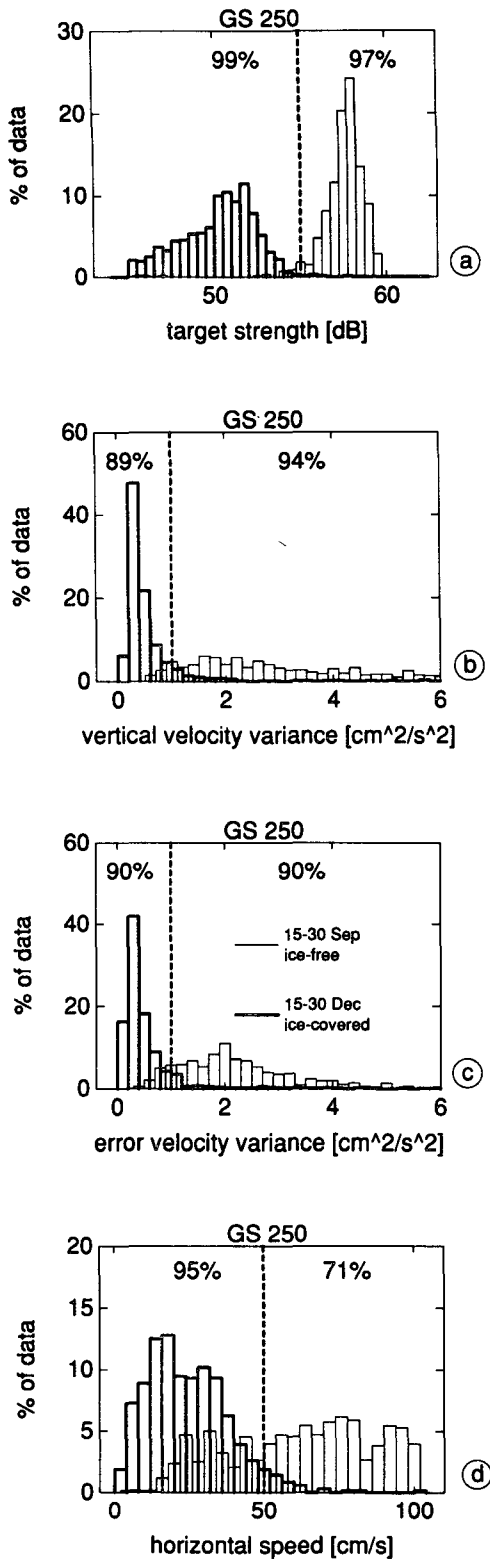 GS 250
30
99%
97%
20
% of data
10
0
50
60
target strength [dB]
a
GS 250
60
89%
94%
40
% of data
20
0
0
2
4
6
vertical velocity variance [cm^2/s^2]
b
GS 250
60
90%
90%
40
% of data
15-30 Sep
ice-free
15-30 Dec
ice-covered
20
0
0
2
4
6
error velocity variance [cm^2/s^2]
c
GS 250
20
95%
71%
15
% of data
10
5
0
0
50
100
horizontal speed [cm/s]
d